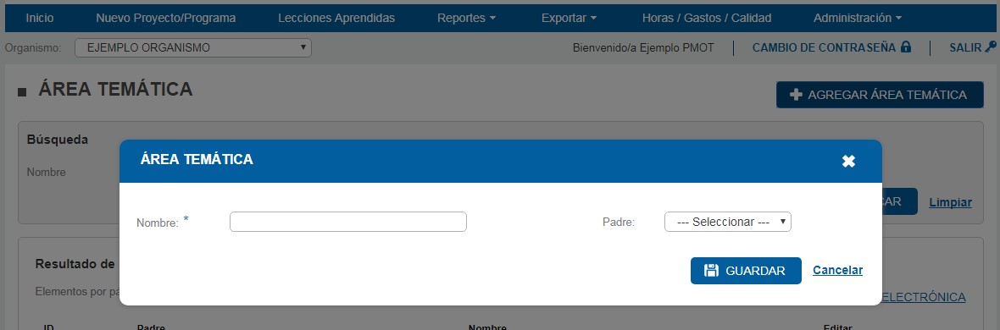 Inicio Nuevo Proyecto/Programa Lecciones Aprendidas Reportes Exportar Horas / Gastos / Calidad Administración
Organismo: EJEMPLO ORGANISMO Bienvenido/a Ejemplo PMOT CAMBIO DE CONTRASEÑA SALIR
ÁREA TEMÁTICA
AGREGAR ÁREA TEMÁTICA
Búsqueda
ÁREA TEMÁTICA
Nombre
CAR Limpiar
Nombre: * Padre: --- Seleccionar ---
Resultado de
GUARDAR Cancelar
Elementos por pá
ELECTRÓNICA
ID Padre Nombre Editar